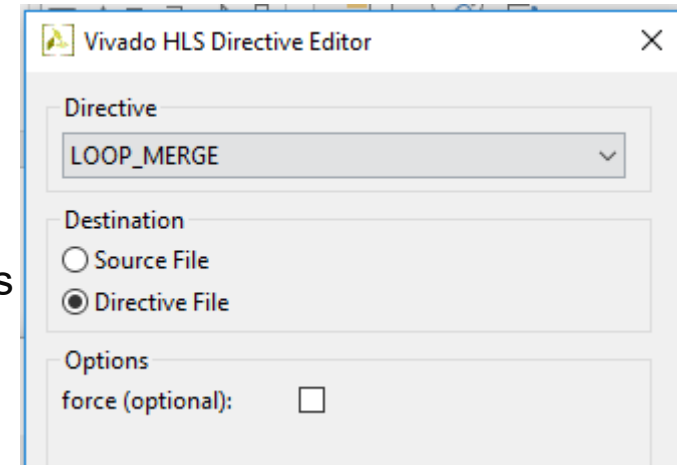 Vivado HLS Directive Editor
Directive
LOOP_MERGE
Destination
Source File
s
Directive File
Options
force (optional):